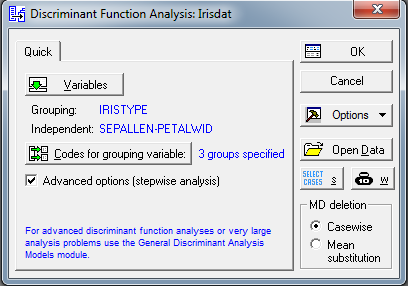 Discriminant Function Analysis: Irisdat
Quick
OK
Variables
Cancel
Grouping: IRISTYPE
Options
Independent: SEPALLEN-PETALWID
Codes for grouping variable: 3 groups specified
Open Data
Advanced options (stepwise analysis)
SELECT
CASES
S
W
MD deletion
Casewise
Mean
substitution
For advanced discriminant function analyses or very large
analysis problems use the General Discriminant Analysis
Models module.